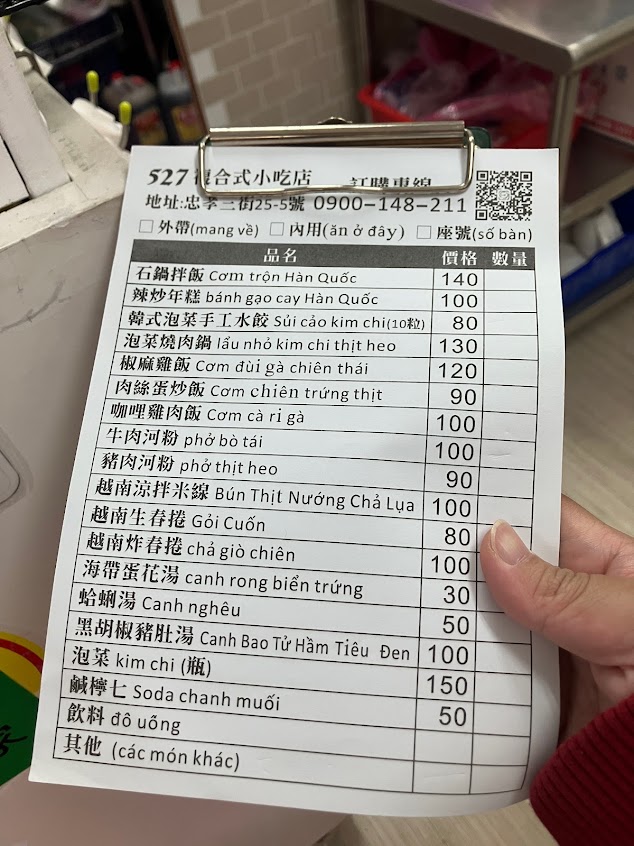 527複合式小吃店 訂購專線
地址:忠孝三街25-5號 0900-148-211
外帶(mang về) 內用(ăn ở đây) 座號(số bàn)
品名 價格 數量
石鍋拌飯 Cơm trộn Hàn Quốc 140
辣炒年糕 bánh gạo cay Hàn Quốc 100
韓式泡菜手工水餃 Súi cảo kim chi(10粒) 80
泡菜燒肉鍋 lẩu nhỏ kim chi thịt heo 130
椒麻雞飯 Cơm đùi gà chiên thái 120
肉絲蛋炒飯 Cơm chiên trứng thịt 90
咖哩雞肉飯 Cơm cà ri gà 100
牛肉河粉 phở bò tái 100
豬肉河粉 phở thịt heo 90
越南涼拌米線 Bún Thịt Nướng Chả Lụa 100
越南生春捲 Gỏi Cuốn 80
越南炸春捲 chả giò chiên 100
海帶蛋花湯 canh rong biển trứng 30
蛤蜊湯 Canh nghêu 50
黑胡椒豬肚湯 Canh Bao Tử Hầm Tiêu Đen 100
泡菜 kim chi (瓶) 150
鹹檸七 Soda chanh muối 50
飲料 đô uống
其他 (các món khác)